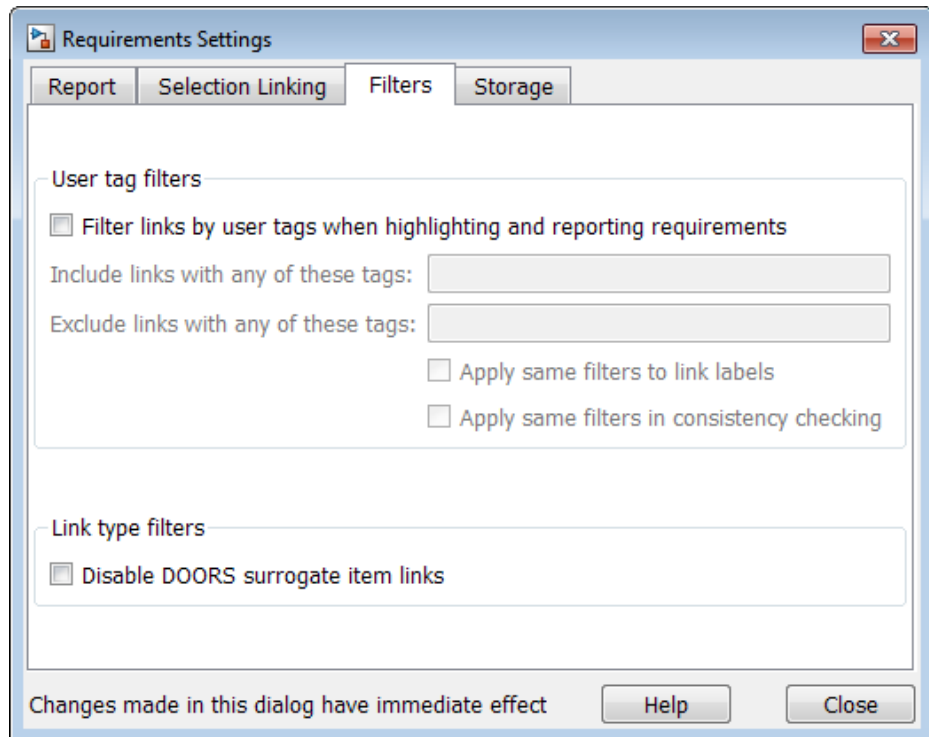 Requirements Settings
Report Selection Linking Filters Storage
User tag filters
Filter links by user tags when highlighting and reporting requirements
Include links with any of these tags:
Exclude links with any of these tags:
Apply same filters to link labels
Apply same filters in consistency checking
Link type filters
Disable DOORS surrogate item links
Changes made in this dialog have immediate effect Help Close